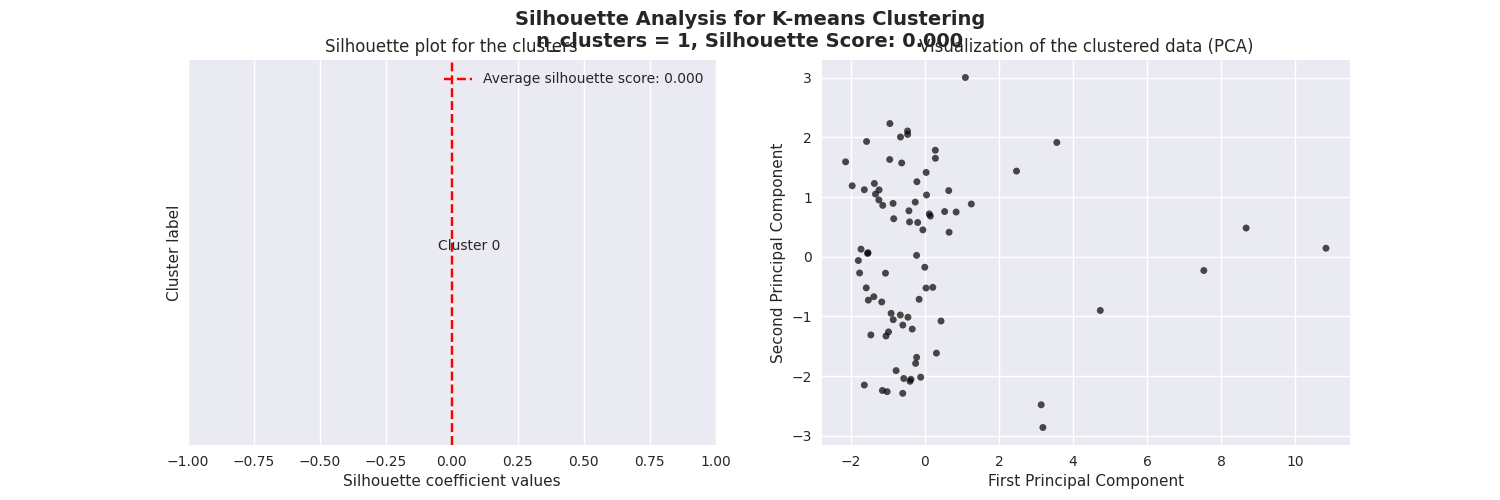 Silhouette Analysis for K-means Clustering
n_clusters = 1, Silhouette Score: 0.000
Silhouette plot for the clusters
Average silhouette score: 0.000
Cluster 0
Cluster label
−1.00 −0.75 −0.50 −0.25 0.00 0.25 0.50 0.75 1.00
Silhouette coefficient values
Visualization of the clustered data (PCA)
3
2
1
0
−1
−2
−3
Second Principal Component
−2 0 2 4 6 8 10
First Principal Component